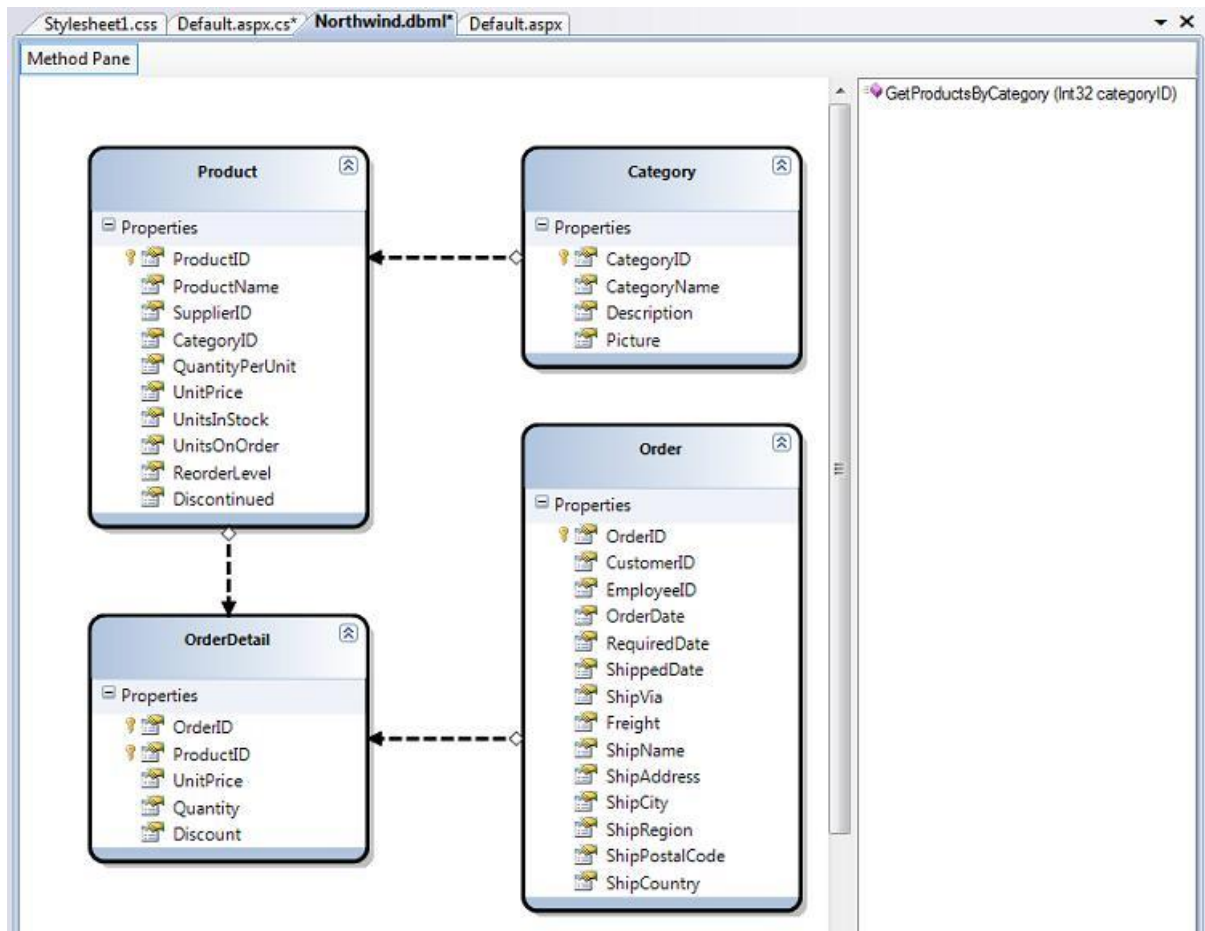 Stylesheet1.css Default.aspx.cs* Northwind.dbml* Default.aspx
Method Pane
GetProductsByCategory (Int32 categoryID)
Product
Properties
ProductID
ProductName
SupplierID
CategoryID
QuantityPerUnit
UnitPrice
UnitsInStock
UnitsOnOrder
ReorderLevel
Discontinued
Category
Properties
CategoryID
CategoryName
Description
Picture
OrderDetail
Properties
OrderID
ProductID
UnitPrice
Quantity
Discount
Order
Properties
OrderID
CustomerID
EmployeeID
OrderDate
RequiredDate
ShippedDate
ShipVia
Freight
ShipName
ShipAddress
ShipCity
ShipRegion
ShipPostalCode
ShipCountry